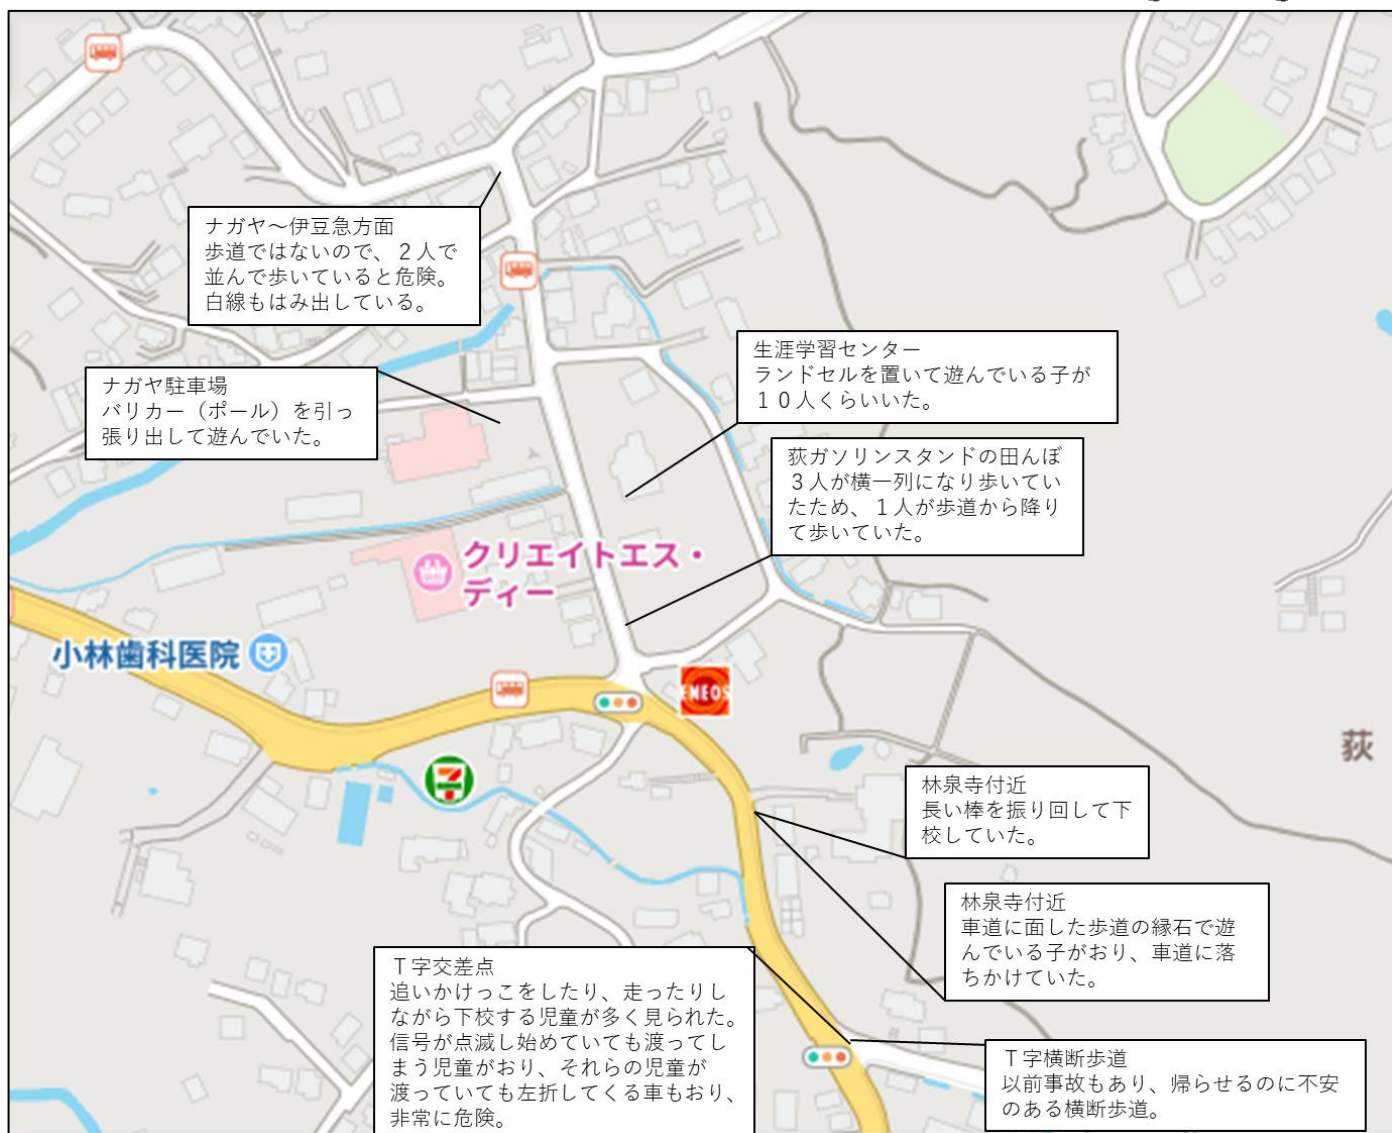 ナガヤ～伊豆急方面
歩道ではないので、２人で
並んで歩いていると危険。
白線もはみ出している。
ナガヤ駐車場
バリカー（ポール）を引っ
張り出して遊んでいた。
生涯学習センター
ランドセルを置いて遊んでいる子が
１０人くらいいた。
荻ガソリンスタンドの田んぼ
３人が横一列になり歩いてい
たため、１人が歩道から降り
て歩いていた。
クリエイトエス・
ディー
小林歯科医院
ENEOS
荻
林泉寺付近
長い棒を振り回して下
校していた。
林泉寺付近
車道に面した歩道の縁石で遊
んでいる子がおり、車道に落
ちかけていた。
Ｔ字交差点
追いかけっこをしたり、走ったりし
ながら下校する児童が多く見られた。
信号が点滅し始めていても渡ってし
まう児童がおり、それらの児童が
渡っていても左折してくる車もおり、
非常に危険。
Ｔ字横断歩道
以前事故もあり、帰らせるのに不安
のある横断歩道。